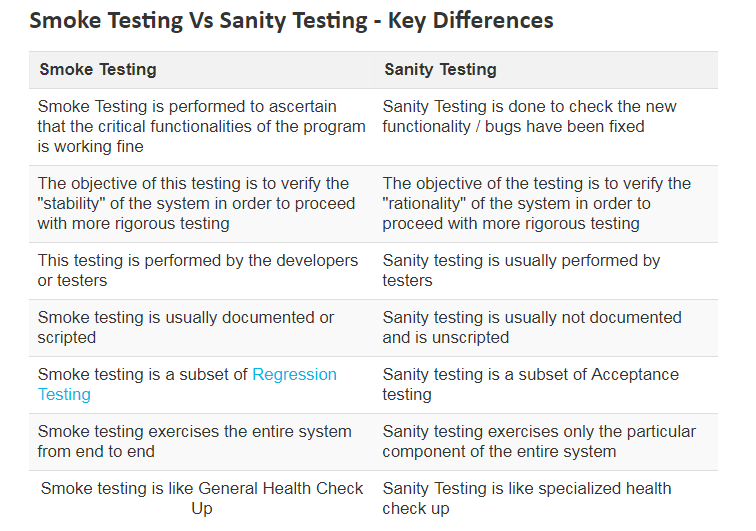 Smoke Testing Vs Sanity Testing - Key Differences
Smoke Testing
Sanity Testing
Smoke Testing is performed to ascertain
that the critical functionalities of the program
is working fine
Sanity Testing is done to check the new
functionality / bugs have been fixed
The objective of this testing is to verify the
"stability" of the system in order to proceed
with more rigorous testing
The objective of the testing is to verify the
"rationality" of the system in order to
proceed with more rigorous testing
This testing is performed by the developers
or testers
Sanity testing is usually performed by
testers
Smoke testing is usually documented or
scripted
Sanity testing is usually not documented
and is unscripted
Smoke testing is a subset of Regression
Testing
Sanity testing is a subset of Acceptance
testing
Smoke testing exercises the entire system
from end to end
Sanity testing exercises only the particular
component of the entire system
Smoke testing is like General Health Check
Up
Sanity Testing is like specialized health
check up